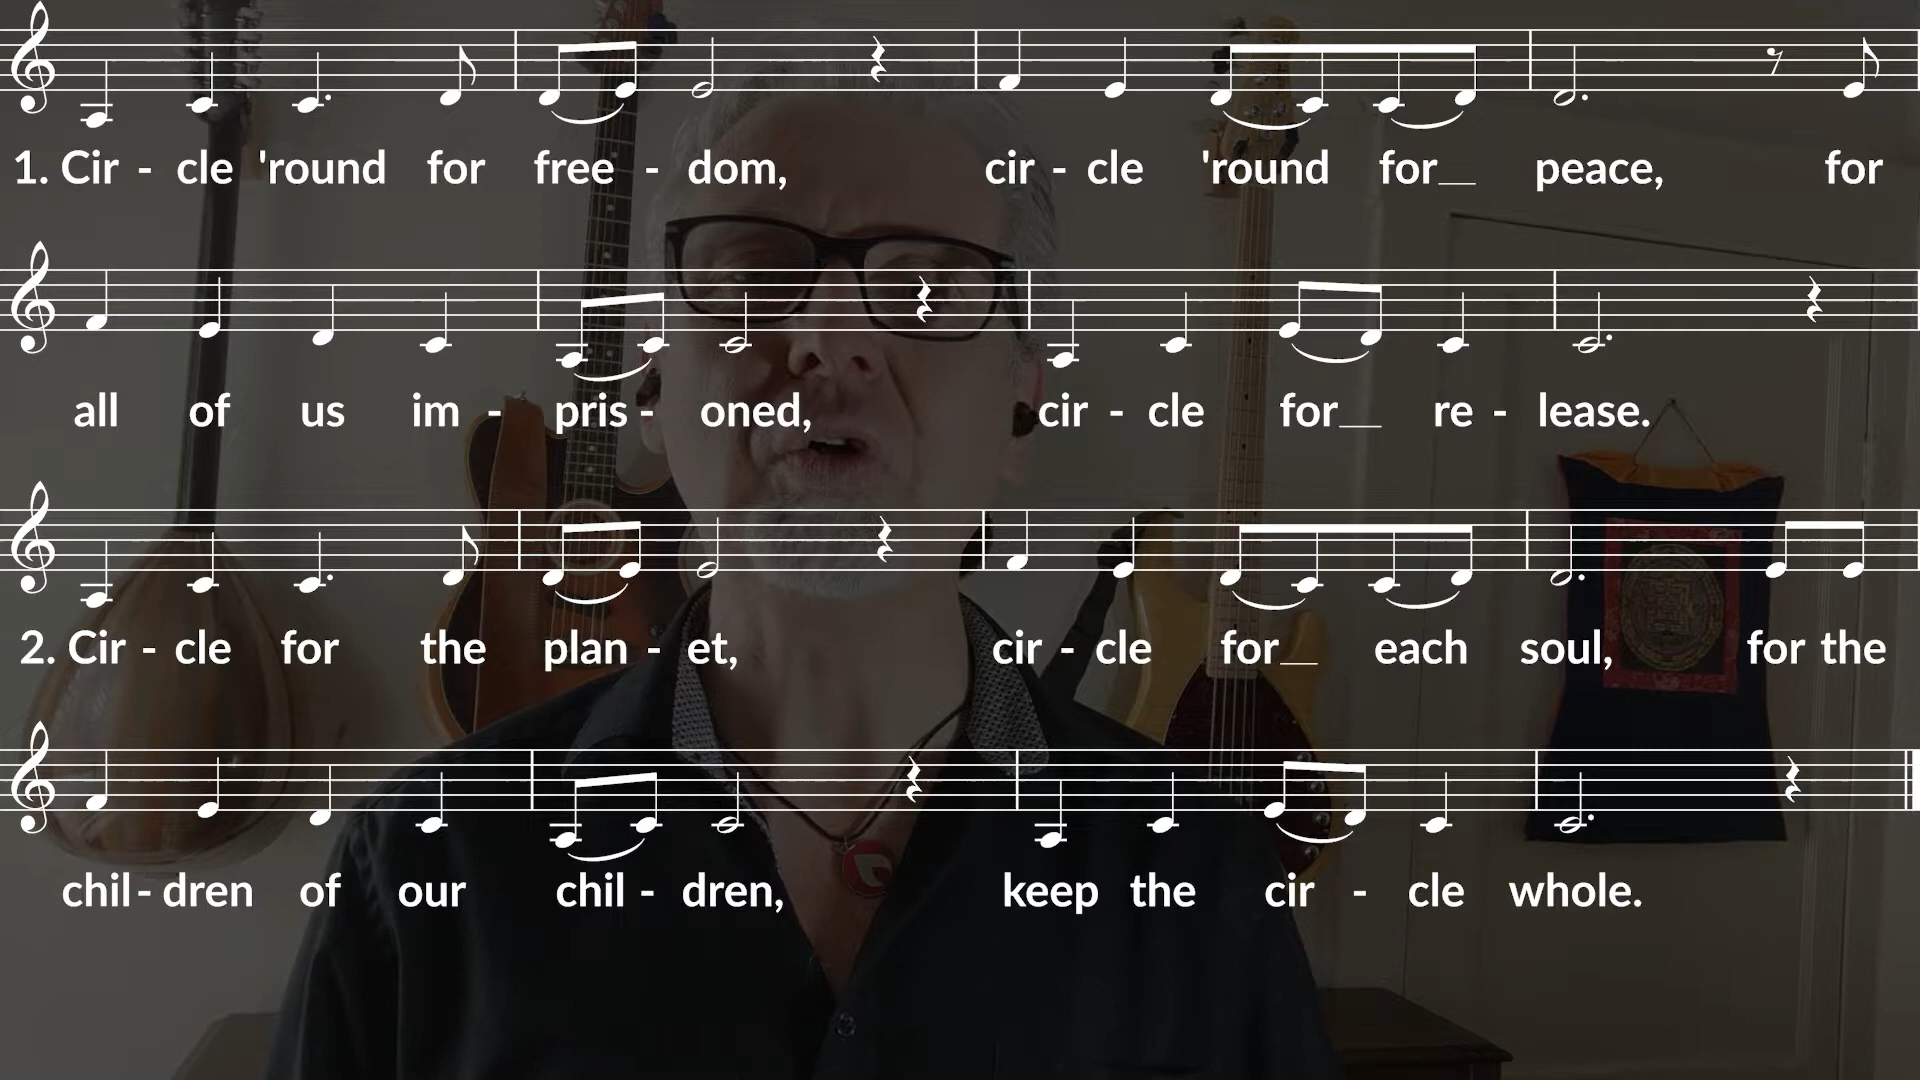 1. Cir - cle 'round for free - dom, cir - cle 'round for__ peace, for
all of us im - pris - oned, cir - cle for__ re - lease.
2. Cir - cle for the plan - et, cir - cle for__ each soul, for the
chil - dren of our chil - dren, keep the cir - cle whole.